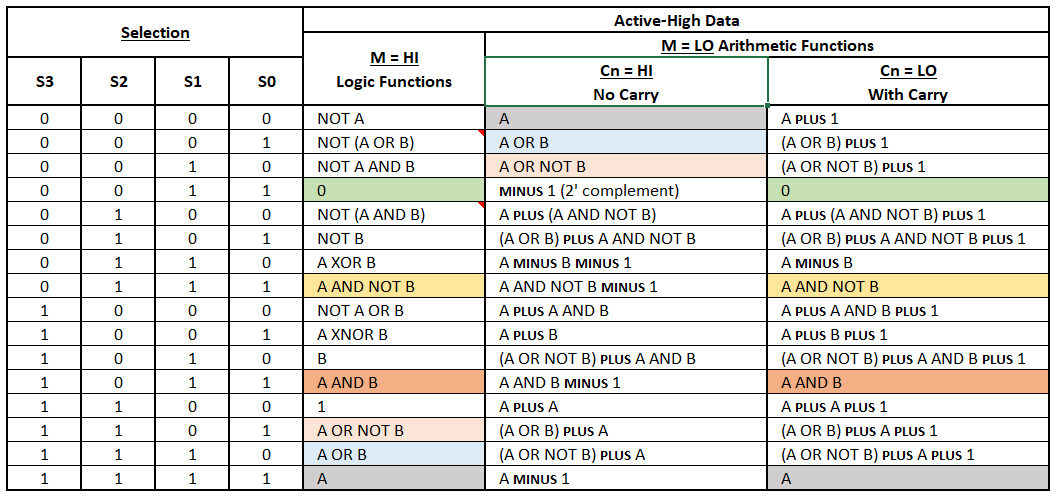 Selection Active-High Data
M = HI M = LO Arithmetic Functions
Logic Functions
S3 S2 S1 S0 Cn = HI Cn = LO
No Carry With Carry
0 0 0 0 NOT A A A PLUS 1
0 0 0 1 NOT (A OR B) A OR B (A OR B) PLUS 1
0 0 1 0 NOT A AND B A OR NOT B (A OR NOT B) PLUS 1
0 0 1 1 0 MINUS 1 (2' complement) 0
0 1 0 0 NOT (A AND B) A PLUS (A AND NOT B) A PLUS (A AND NOT B) PLUS 1
0 1 0 1 NOT B (A OR B) PLUS A AND NOT B (A OR B) PLUS A AND NOT B PLUS 1
0 1 1 0 A XOR B A MINUS B MINUS 1 A MINUS B
0 1 1 1 A AND NOT B A AND NOT B MINUS 1 A AND NOT B
1 0 0 0 NOT A OR B A PLUS A AND B A PLUS A AND B PLUS 1
1 0 0 1 A XNOR B A PLUS B A PLUS B PLUS 1
1 0 1 0 B (A OR NOT B) PLUS A AND B (A OR NOT B) PLUS A AND B PLUS 1
1 0 1 1 A AND B A AND B MINUS 1 A AND B
1 1 0 0 1 A PLUS A A PLUS A PLUS 1
1 1 0 1 A OR NOT B (A OR B) PLUS A (A OR B) PLUS A PLUS 1
1 1 1 0 A OR B (A OR NOT B) PLUS A (A OR NOT B) PLUS A PLUS 1
1 1 1 1 A A MINUS 1 A